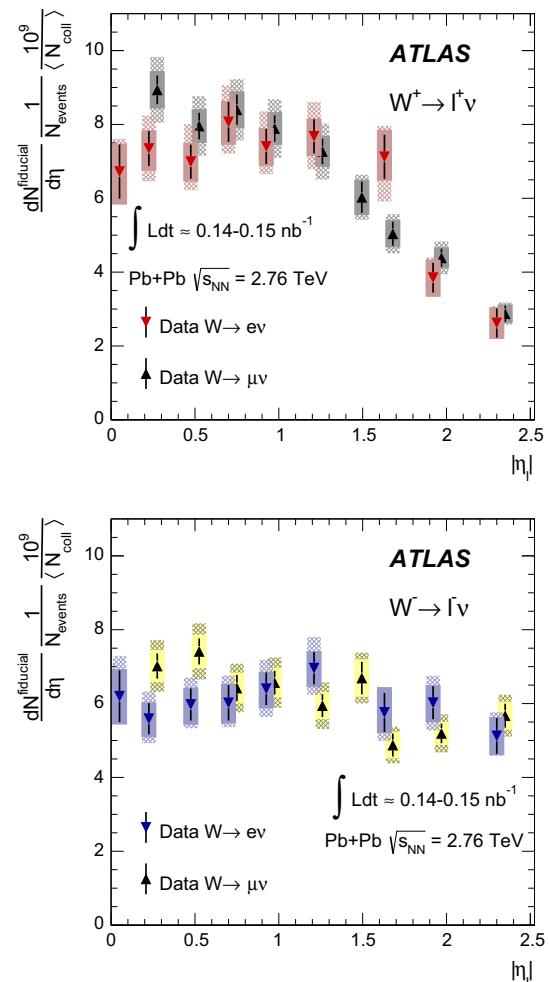 dN^fiducial/dη 1/N_events 10^9/⟨N_coll⟩
10
8
6
4
2
0
ATLAS
W⁺→ l⁺ν
∫ Ldt ≈ 0.14-0.15 nb⁻¹
Pb+Pb √s_NN = 2.76 TeV
Data W→ eν
Data W→ μν
0 0.5 1 1.5 2 2.5
|η_l|
dN^fiducial/dη 1/N_events 10^9/⟨N_coll⟩
10
8
6
4
2
0
ATLAS
W⁻→ l⁻ν
∫ Ldt ≈ 0.14-0.15 nb⁻¹
Pb+Pb √s_NN = 2.76 TeV
Data W→ eν
Data W→ μν
0 0.5 1 1.5 2 2.5
|η_l|